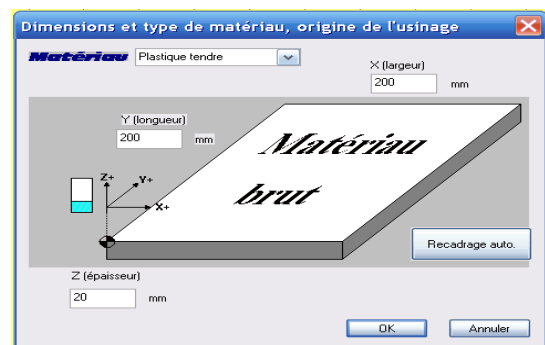 Dimensions et type de matériau, origine de l'usinage
Matériau Plastique tendre
X (largeur)
200 mm
Y (longueur)
200 mm
Matériau
brut
Z+
Y+
X+
Recadrage auto.
Z (épaisseur)
20 mm
OK Annuler